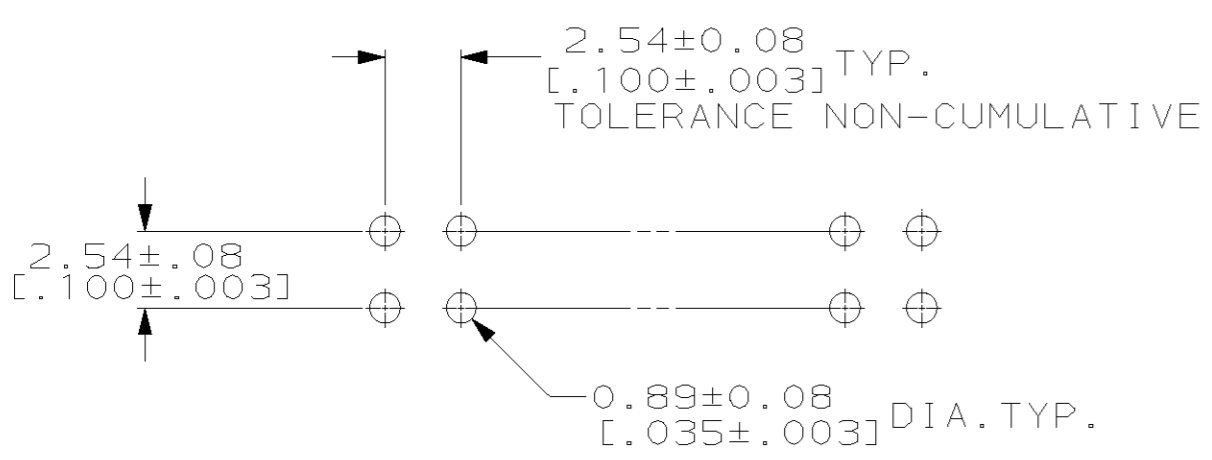 2.54±0.08
[.100±.003] TYP.
TOLERANCE NON-CUMULATIVE
2.54±.08
[.100±.003]
0.89±0.08
[.035±.003] DIA.TYP.